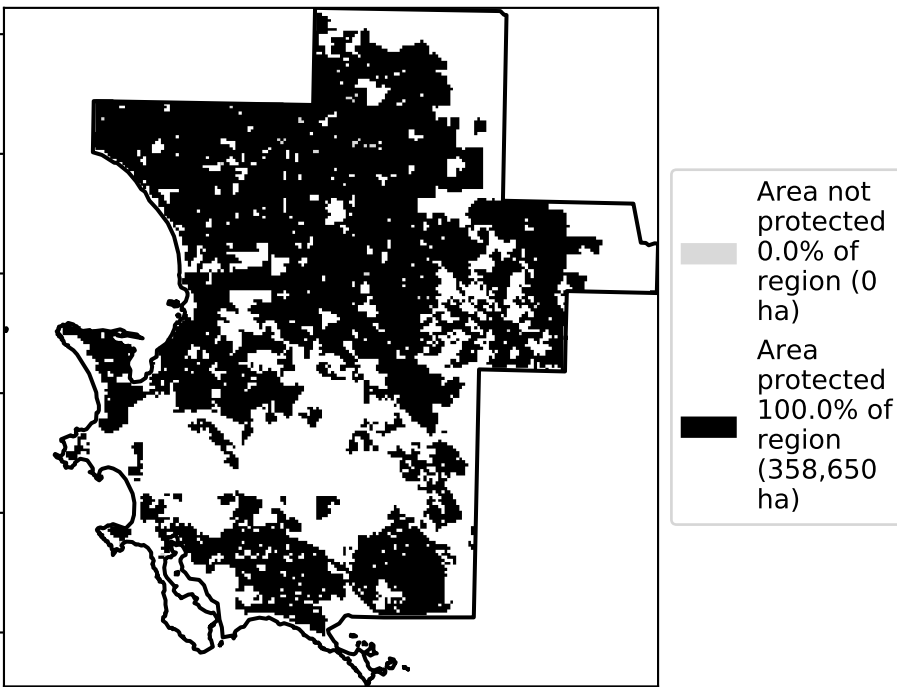 Area not
protected
0.0% of
region (0
ha)
Area
protected
100.0% of
region
(358,650
ha)